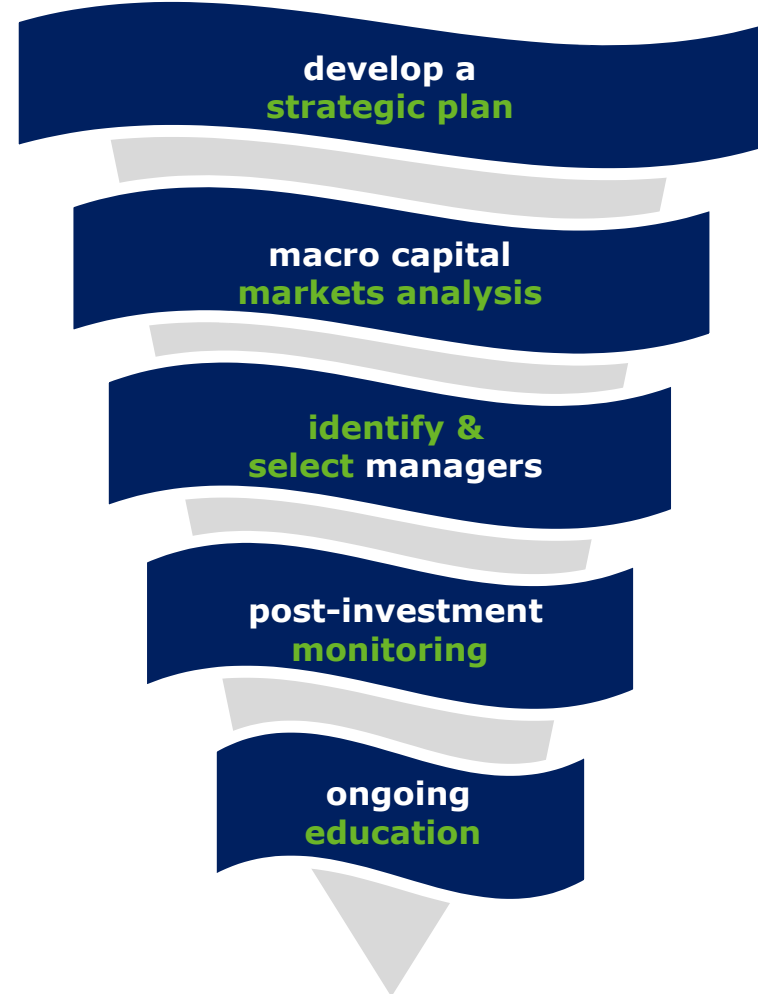 develop a
strategic plan
macro capital
markets analysis
identify &
select managers
post-investment
monitoring
ongoing
education